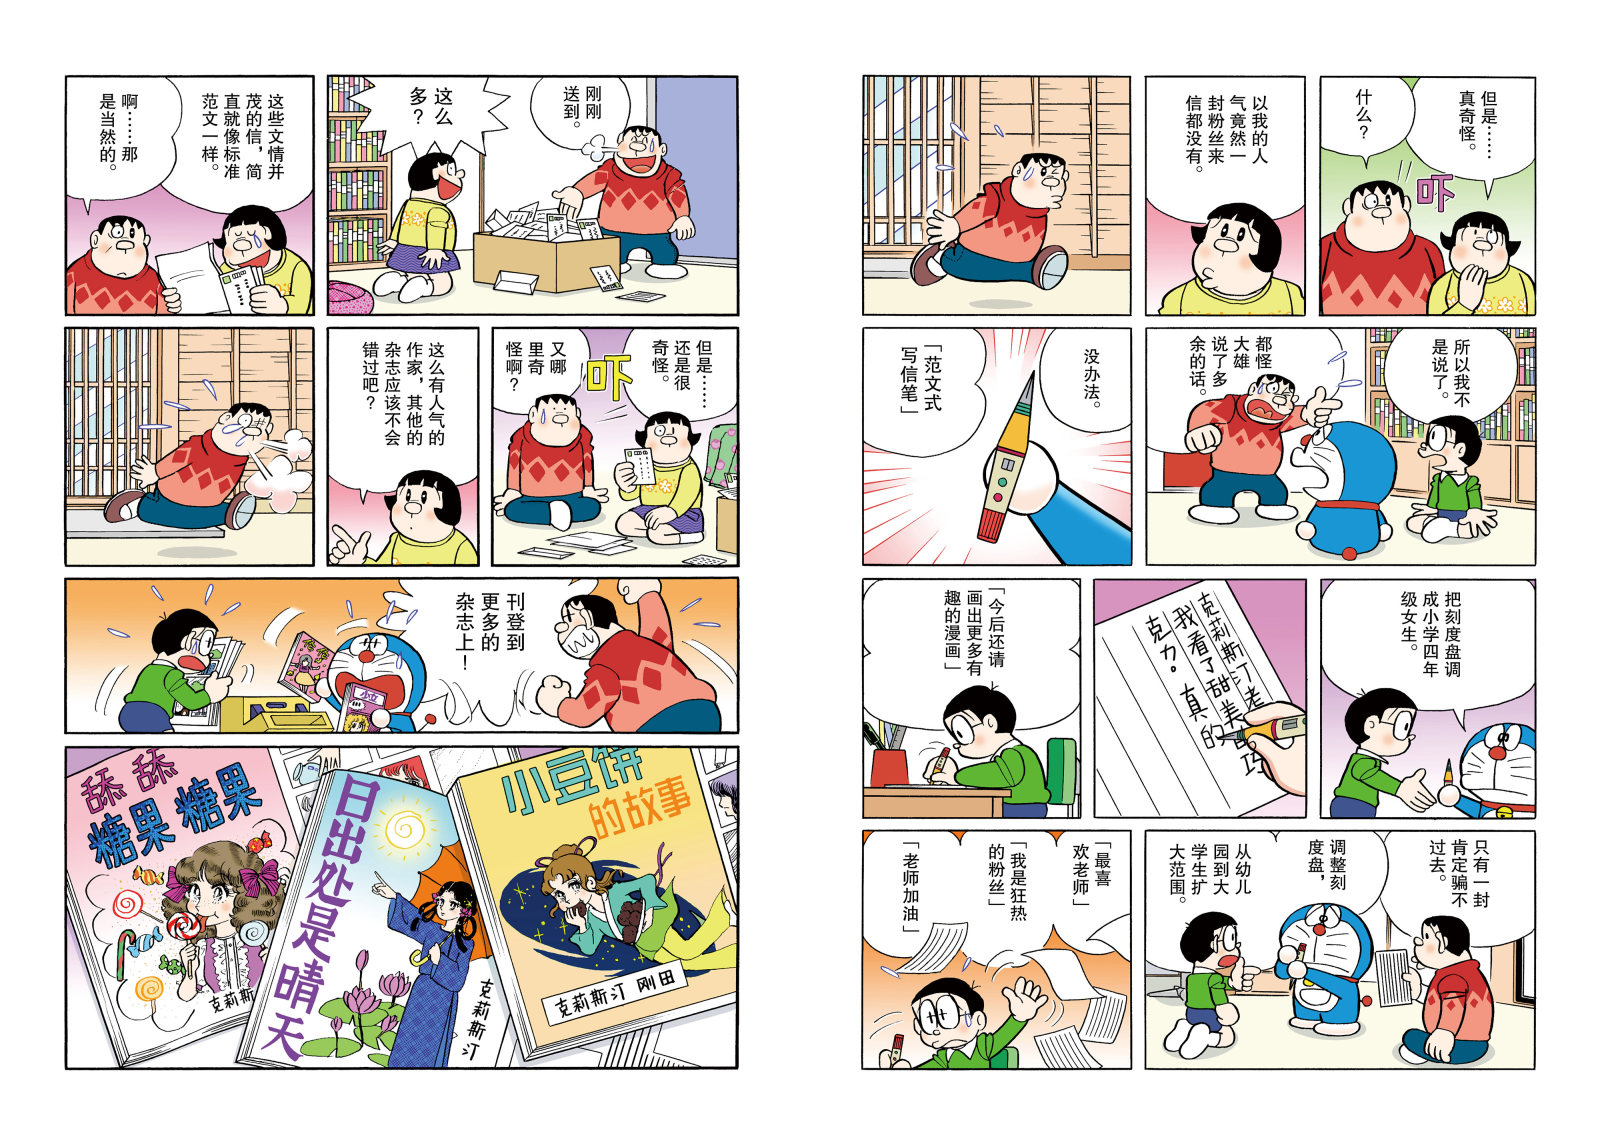 但是……
真奇怪。
吓
什么？
以我的人
气竟然一
封粉丝来
信都没有。
所以我不
是说了。
都怪
大雄
说了多
余的话。
没办法。
「范文式
写信笔」
把刻度盘调
成小学四年
级女生。
克莉斯汀老师
我看了甜美巧
克力。真的
「今后还请
画出更多有
趣的漫画」
只有一封
肯定骗不
过去。
调整刻
度盘，
从幼儿
园到大
学生扩
大范围。
「最喜
欢老师」
「我是狂热
的粉丝」
「老师加油」
刚刚
送到。
这么
多？
这些文情并
茂的信，简
直就像标准
范文一样。
啊……那
是当然的。
但是……
还是很
奇怪。
吓
又哪
里奇
怪啊？
这么有人气的
作家，其他的
杂志应该不会
错过吧？
刊登到
更多的
杂志上！
少女
小豆饼
的故事
克莉斯汀 刚田
日出处是晴天
克莉斯汀
舔 舔
糖果 糖果
克莉斯